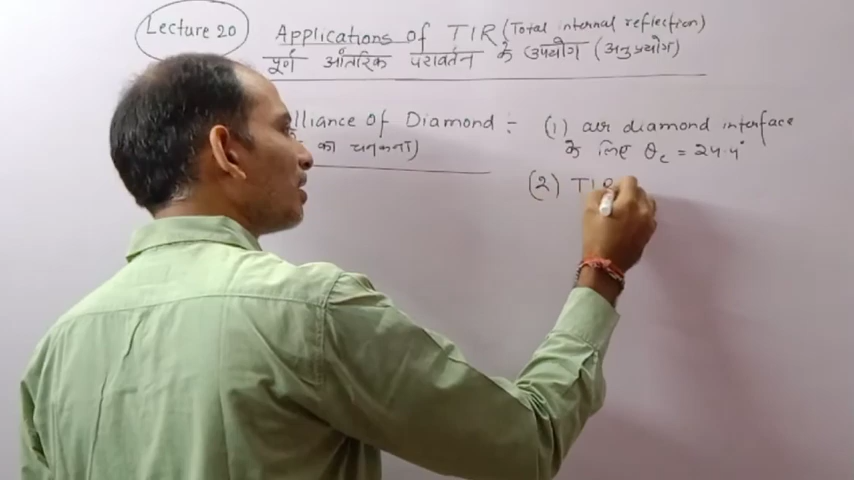 Lecture 20
Applications of TIR (Total internal reflection)
पूर्ण आंतरिक परावर्तन के उपयोग (अनुप्रयोग)
lliance of Diamond :- (1) air diamond interface
की चमकना) के लिए θc = 24.4°
(2) TIR